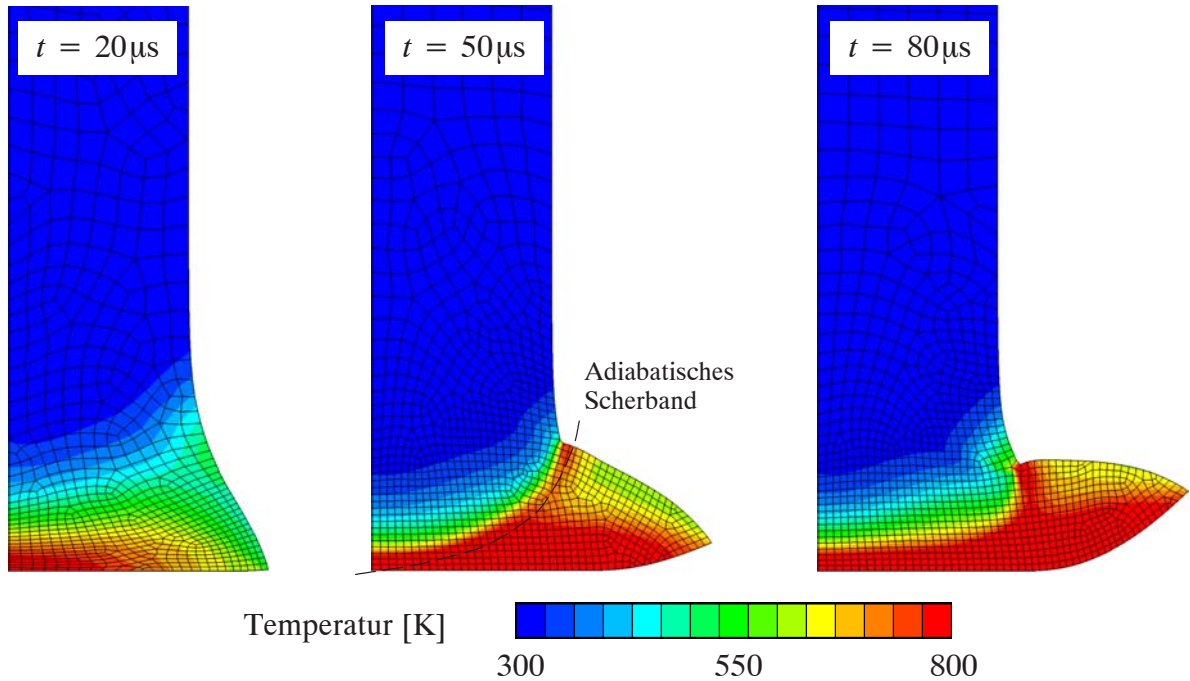 t = 20µs
t = 50µs
t = 80µs
Adiabatisches
Scherband
Temperatur [K]
300 550 800